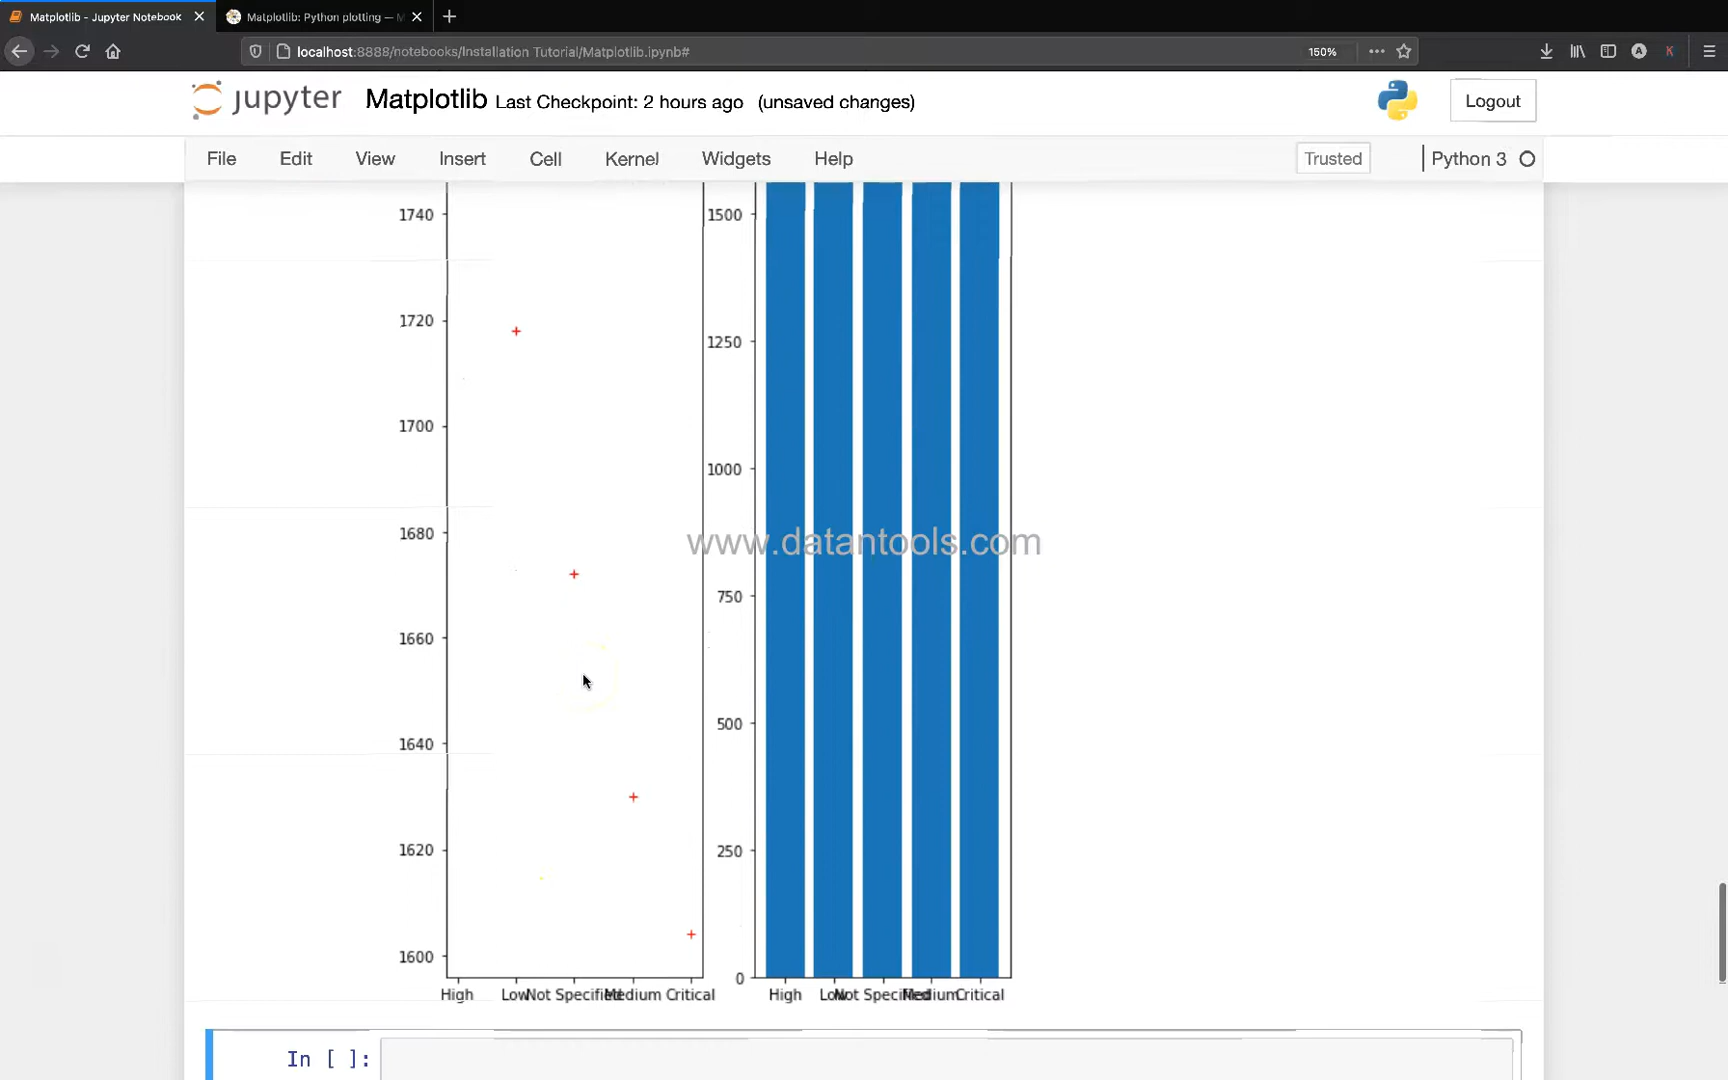 Matplotlib - Jupyter Notebook
Matplotlib: Python plotting — M
localhost:8888/notebooks/Installation Tutorial/Matplotlib.ipynb#
150%
A
K
jupyter Matplotlib Last Checkpoint: 2 hours ago (unsaved changes)
Logout
File Edit View Insert Cell Kernel Widgets Help
Trusted
Python 3
1740
1720
1700
1680
1660
1640
1620
1600
High Low Not Specified Medium Critical
1500
1250
1000
750
500
250
0
High Low Not Specified Medium Critical
www.datantools.com
In [ ]: